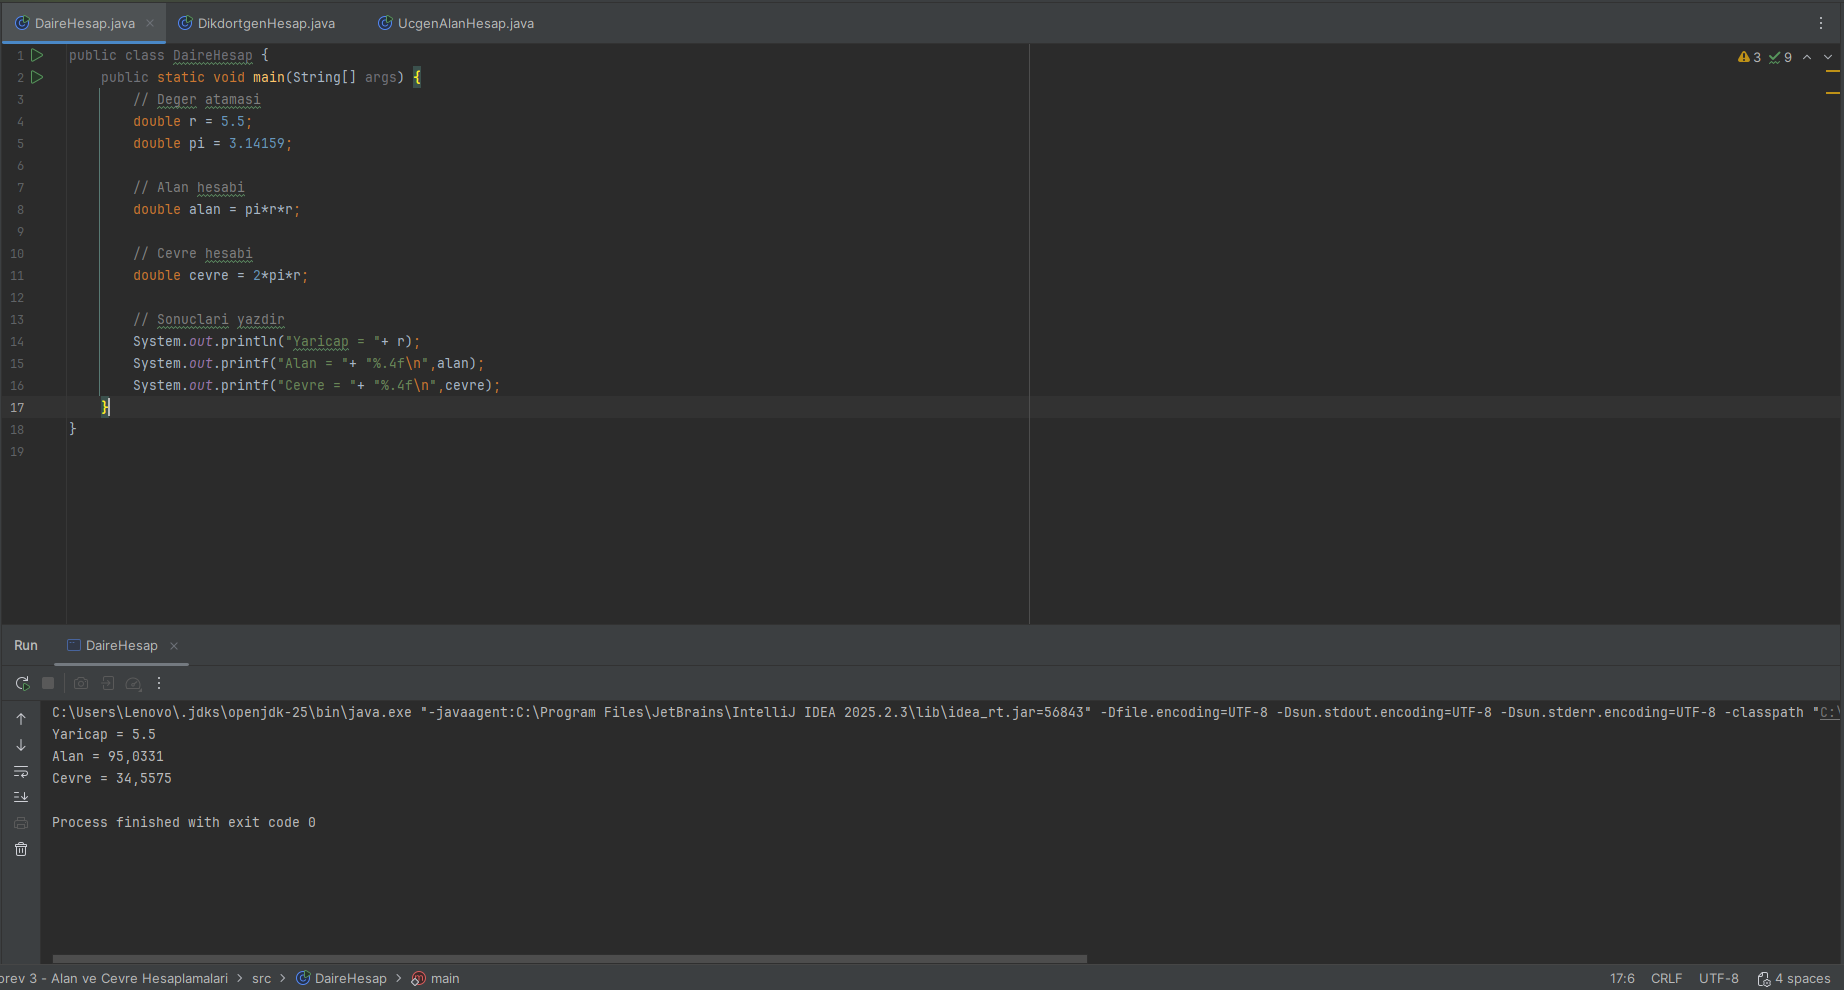 DaireHesap.java DikdortgenHesap.java UcgenAlanHesap.java
3 9
1 public class DaireHesap {
2 public static void main(String[] args) {
3 // Deger atamasi
4 double r = 5.5;
5 double pi = 3.14159;
6
7 // Alan hesabi
8 double alan = pi*r*r;
9
10 // Cevre hesabi
11 double cevre = 2*pi*r;
12
13 // Sonuclari yazdir
14 System.out.println("Yaricap = "+ r);
15 System.out.printf("Alan = "+ "%.4f\n",alan);
16 System.out.printf("Cevre = "+ "%.4f\n",cevre);
17 }
18 }
19
Run DaireHesap
C:\Users\Lenovo\.jdks\openjdk-25\bin\java.exe "-javaagent:C:\Program Files\JetBrains\IntelliJ IDEA 2025.2.3\lib\idea_rt.jar=56843" -Dfile.encoding=UTF-8 -Dsun.stdout.encoding=UTF-8 -Dsun.stderr.encoding=UTF-8 -classpath "C:\
Yaricap = 5.5
Alan = 95,0331
Cevre = 34,5575
Process finished with exit code 0
orev 3 - Alan ve Cevre Hesaplamalari > src > DaireHesap > main 17:6 CRLF UTF-8 4 spaces